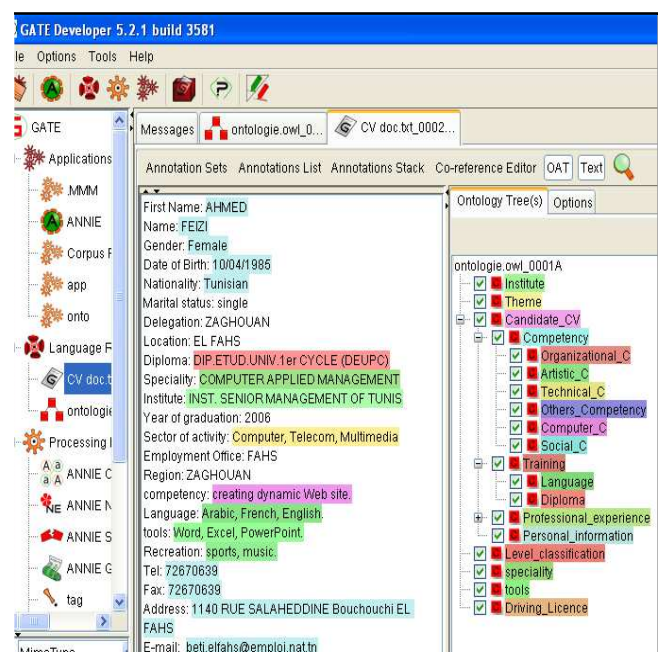 GATE Developer 5.2.1 build 3581
le Options Tools Help
GATE
Applications
.MMM
ANNIE
Corpus F
app
onto
Language R
CV doc.t
ontologie
Processing I
ANNIE C
ANNIE N
ANNIE S
ANNIE G
tag
MimeType
Messages ontologie.owl_0... CV doc.txt_0002...
Annotation Sets Annotations List Annotations Stack Co-reference Editor OAT Text
First Name: AHMED
Name: FEIZI
Gender: Female
Date of Birth: 10/04/1985
Nationality: Tunisian
Marital status: single
Delegation: ZAGHOUAN
Location: EL FAHS
Diploma: DIP.ETUD.UNIV.1er CYCLE (DEUPC)
Speciality: COMPUTER APPLIED MANAGEMENT
Institute: INST. SENIOR MANAGEMENT OF TUNIS
Year of graduation: 2006
Sector of activity: Computer, Telecom, Multimedia
Employment Office: FAHS
Region: ZAGHOUAN
competency: creating dynamic Web site.
Language: Arabic, French, English.
tools: Word, Excel, PowerPoint.
Recreation: sports, music.
Tel: 72670639
Fax: 72670639
Address: 1140 RUE SALAHEDDINE Bouchouchi EL
FAHS
E-mail: beti.elfahs@emploi.nat.tn
Ontology Tree(s) Options
ontologie.owl_0001A
C Institute
C Theme
C Candidate_CV
C Competency
C Organizational_C
C Artistic_C
C Technical_C
C Others_Competency
C Computer_C
C Social_C
C Training
C Language
C Diploma
C Professional_experience
C Personal_information
C Level_classification
C speciality
C tools
C Driving_Licence